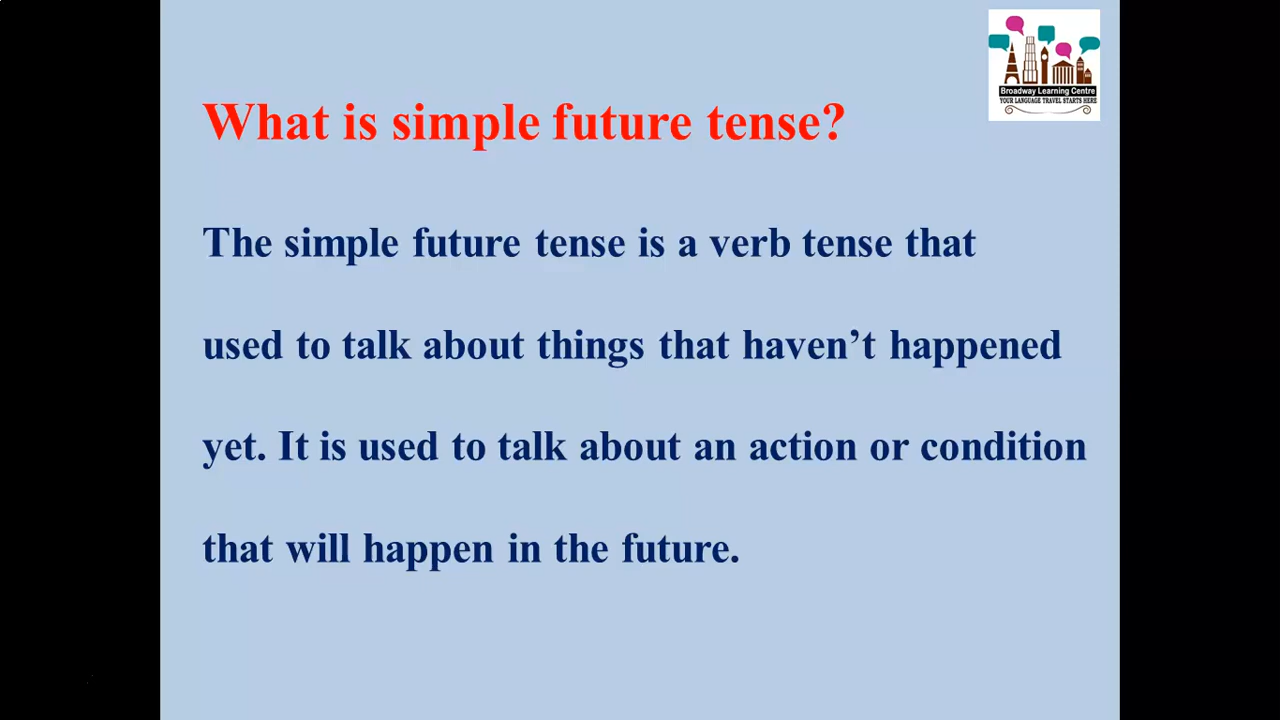 Broadway Learning Centre
YOUR LANGUAGE TRAVEL STARTS HERE
What is simple future tense?
The simple future tense is a verb tense that
used to talk about things that haven’t happened
yet. It is used to talk about an action or condition
that will happen in the future.